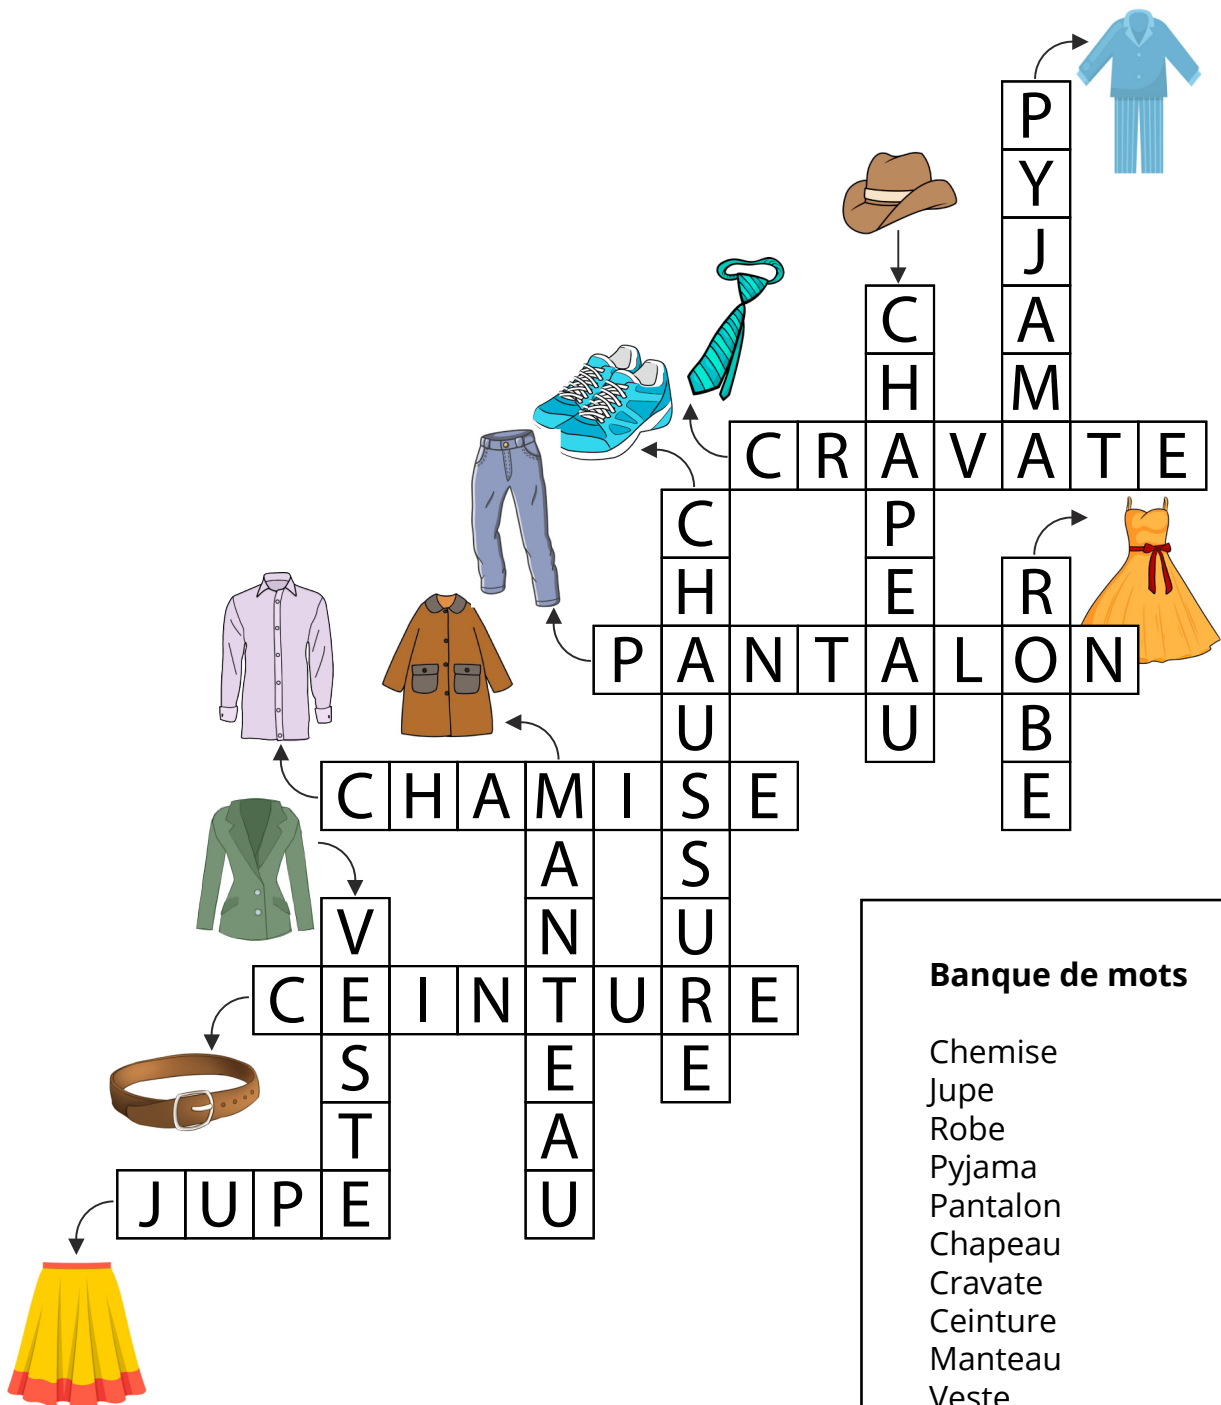 PYJAMA
CHAPEAU
CRAVATE
CHAUSSURE
ROBE
PANTALON
CHAMISE
MANTEAU
VESTE
CEINTURE
JUPE
Banque de mots
Chemise
Jupe
Robe
Pyjama
Pantalon
Chapeau
Cravate
Ceinture
Manteau
Veste